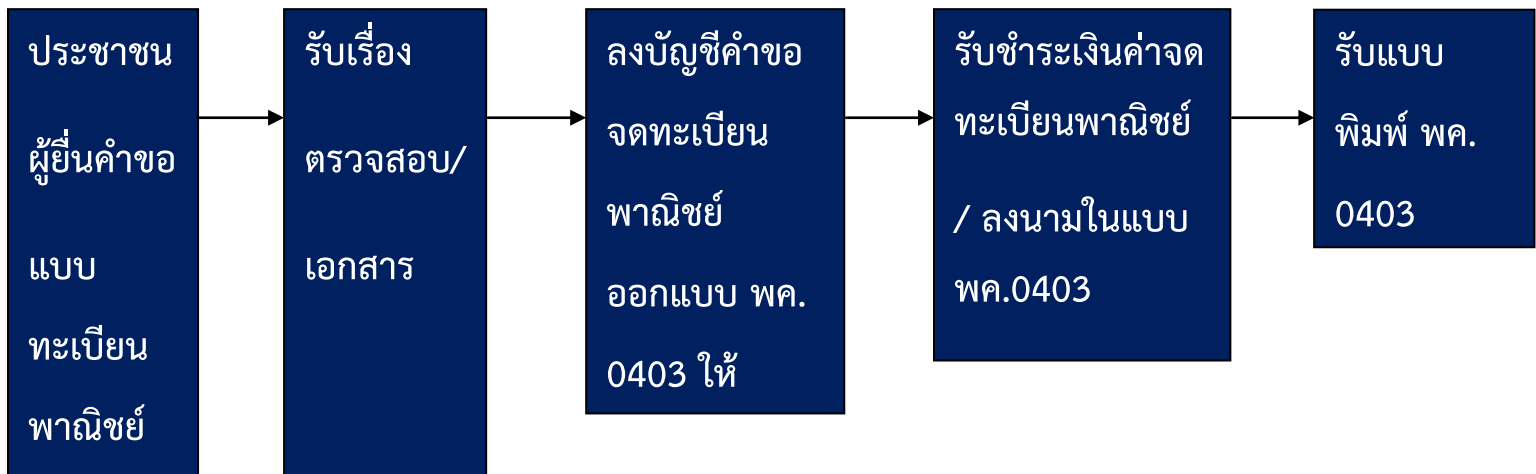 ประชาชน
ผู้ยื่นคำขอ
แบบ
ทะเบียน
พาณิชย์
รับเรื่อง
ตรวจสอบ/
เอกสาร
ลงบัญชีคำขอ
จดทะเบียน
พาณิชย์
ออกแบบ พค.
0403 ให้
รับชำระเงินค่าจด
ทะเบียนพาณิชย์
/ ลงนามในแบบ
พค.0403
รับแบบ
พิมพ์ พค.
0403